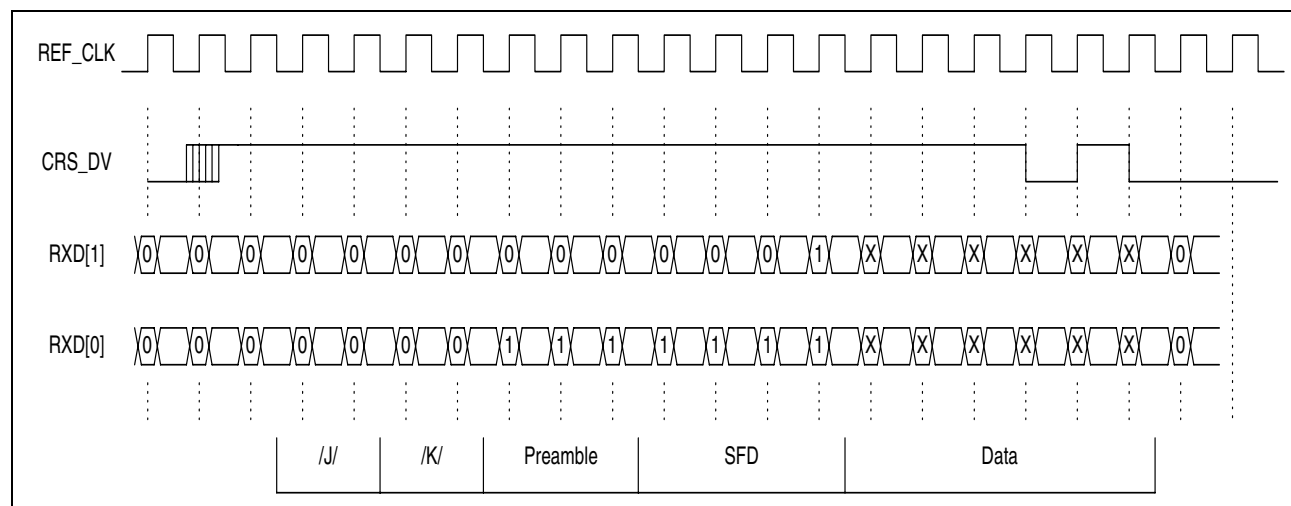 REF_CLK
CRS_DV
RXD[1] 0 0 0 0 0 0 0 0 0 0 0 0 0 1 X X X X X X 0
RXD[0] 0 0 0 0 0 0 0 1 1 1 1 1 1 1 X X X X X X 0
/J/ /K/ Preamble SFD Data